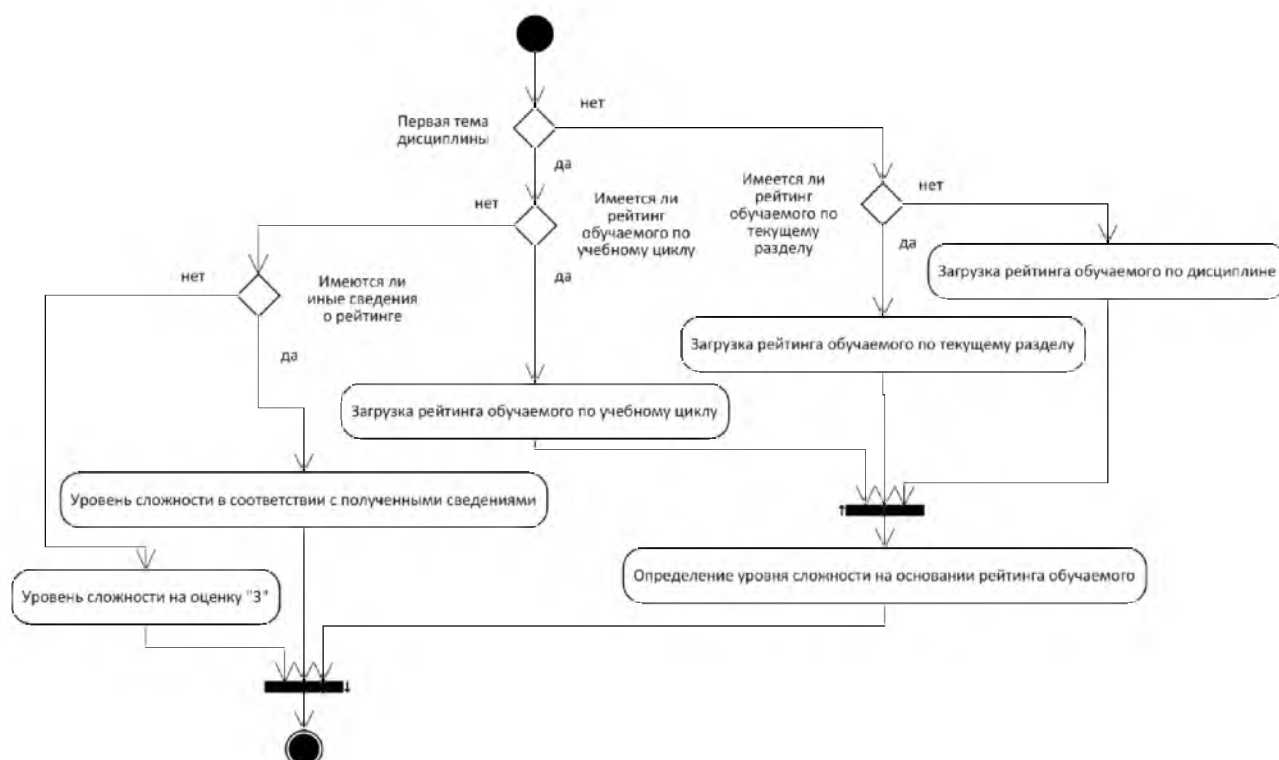 нет
Первая тема
дисциплины
да
нет
Имеется ли
рейтинг
обучаемого по
учебному циклу
Имеется ли
рейтинг
обучаемого по
текущему
разделу
нет
да
нет
Имеются ли
иные сведения
о рейтинге
да
Загрузка рейтинга обучаемого по дисциплине
да
Загрузка рейтинга обучаемого по текущему разделу
Загрузка рейтинга обучаемого по учебному циклу
Уровень сложности в соответствии с полученными сведениями
Уровень сложности на оценку "3"
Определение уровня сложности на основании рейтинга обучаемого